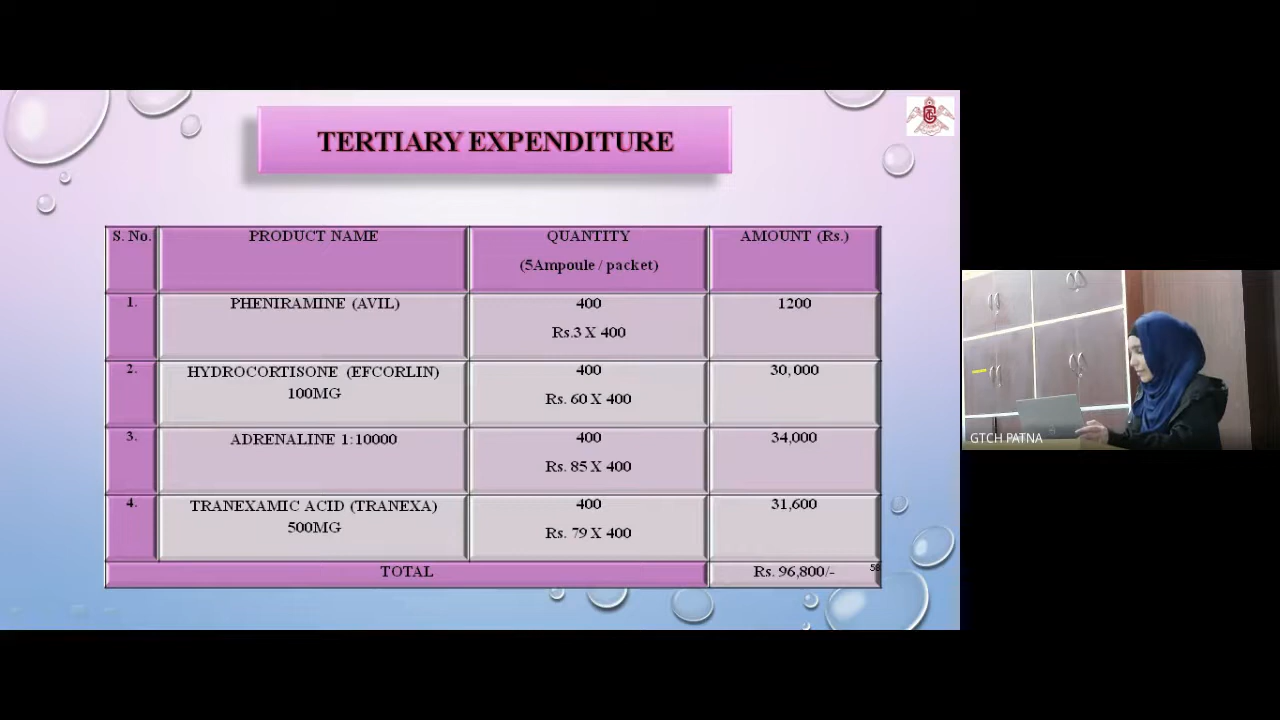 TERTIARY EXPENDITURE
S. No. PRODUCT NAME QUANTITY AMOUNT (Rs.)
(5Ampoule / packet)
1. PHENIRAMINE (AVIL) 400 1200
Rs.3 X 400
2. HYDROCORTISONE (EFCORLIN) 400 30,000
100MG Rs. 60 X 400
3. ADRENALINE 1:10000 400 34,000
Rs. 85 X 400
4. TRANEXAMIC ACID (TRANEXA) 400 31,600
500MG Rs. 79 X 400
TOTAL Rs. 96,800/-
GTCH PATNA